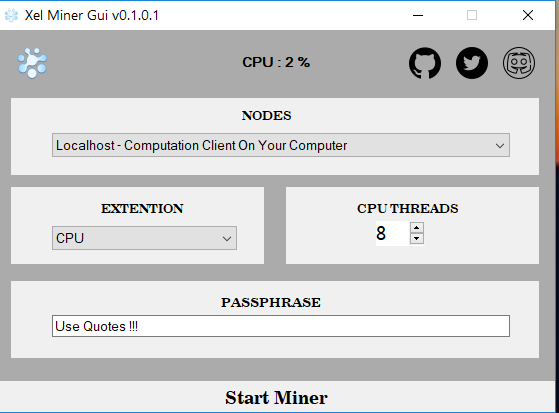 Xel Miner Gui v0.1.0.1
CPU : 2 %
NODES
Localhost - Computation Client On Your Computer
EXTENTION
CPU THREADS
CPU
8
PASSPHRASE
Use Quotes !!!
Start Miner